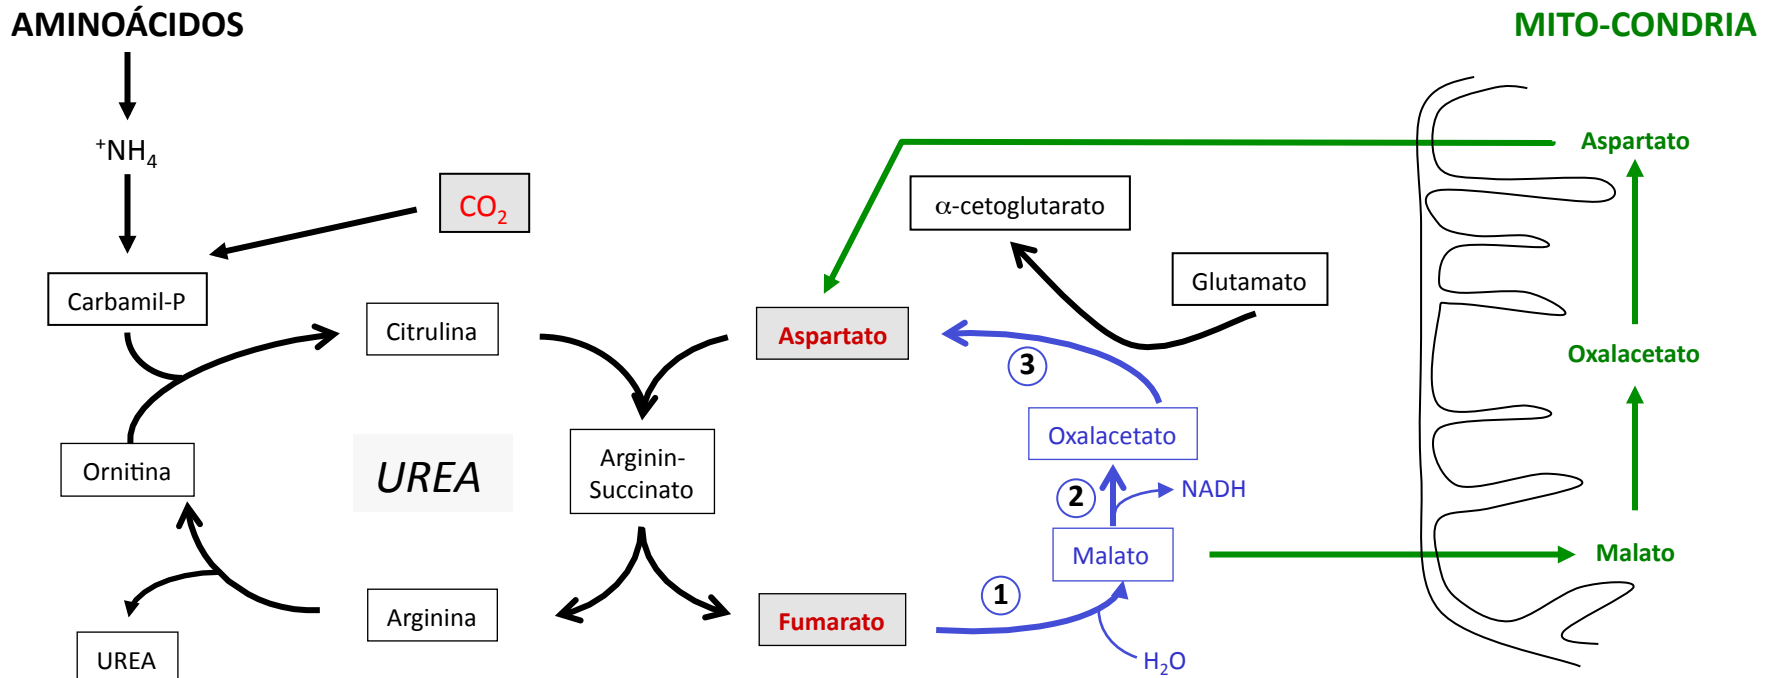 AMINOÁCIDOS
MITO-CONDRIA
⁺NH₄
Aspartato
CO₂
α-cetoglutarato
Glutamato
Carbamil-P
Citrulina
Aspartato
3
Oxalacetato
Oxalacetato
Ornitina
UREA
Arginin-
Succinato
2
NADH
Malato
Malato
1
Arginina
Fumarato
UREA
H₂O